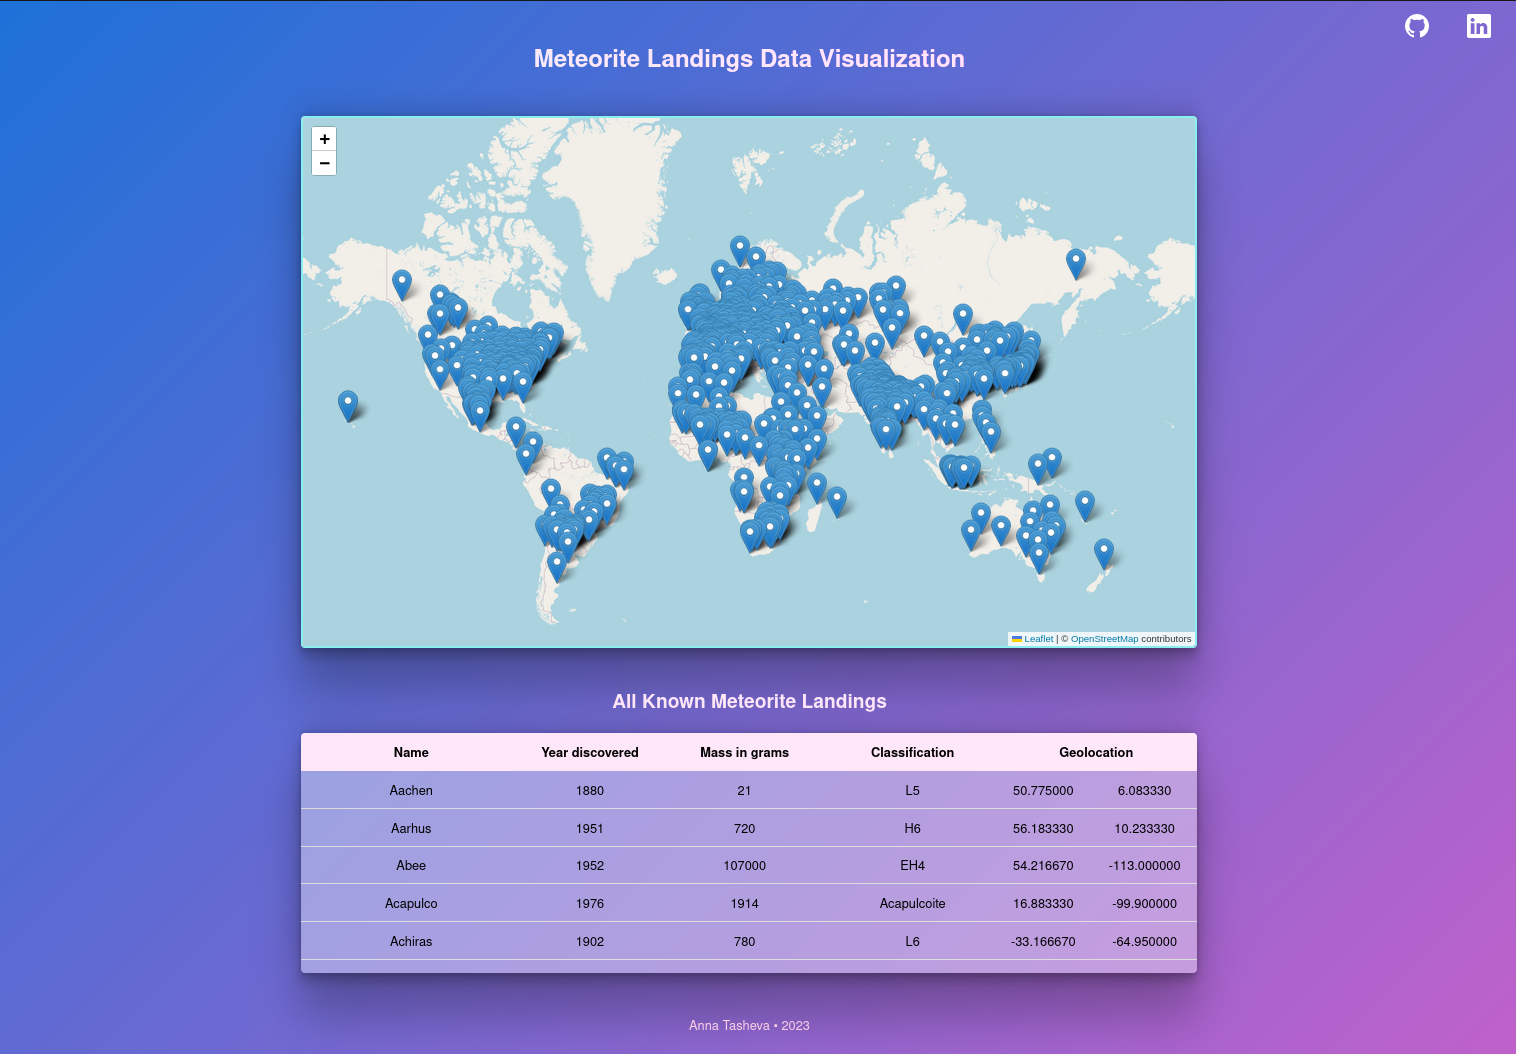 in
Meteorite Landings Data Visualization
+
−
Leaflet | © OpenStreetMap contributors
All Known Meteorite Landings
Name Year discovered Mass in grams Classification Geolocation
Aachen 1880 21 L5 50.775000 6.083330
Aarhus 1951 720 H6 56.183330 10.233330
Abee 1952 107000 EH4 54.216670 -113.000000
Acapulco 1976 1914 Acapulcoite 16.883330 -99.900000
Achiras 1902 780 L6 -33.166670 -64.950000
Anna Tasheva • 2023